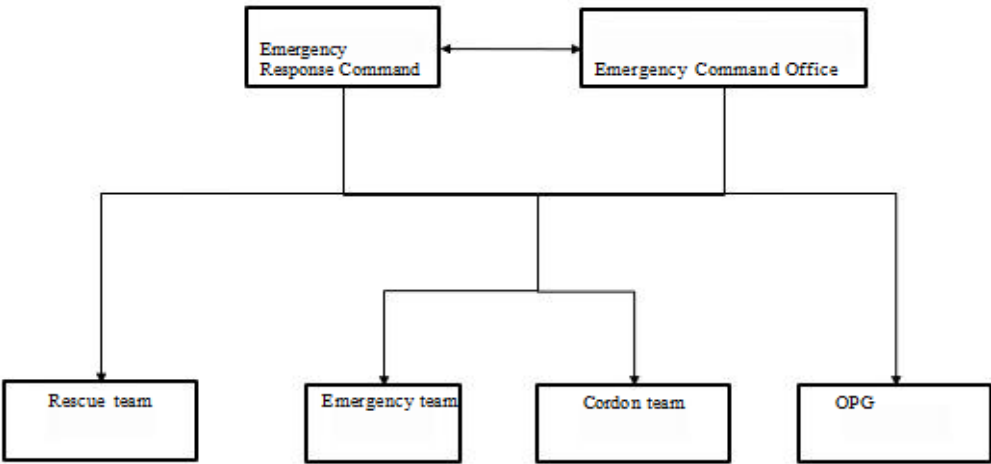 Emergency
Response Command
Emergency Command Office
Rescue team
Emergency team
Cordon team
OPG